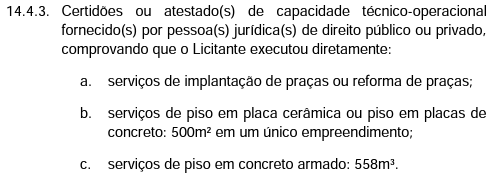 14.4.3. Certidões ou atestado(s) de capacidade técnico-operacional
fornecido(s) por pessoa(s) jurídica(s) de direito público ou privado,
comprovando que o Licitante executou diretamente:
a. serviços de implantação de praças ou reforma de praças;
b. serviços de piso em placa cerâmica ou piso em placas de
concreto: 500m² em um único empreendimento;
c. serviços de piso em concreto armado: 558m³.